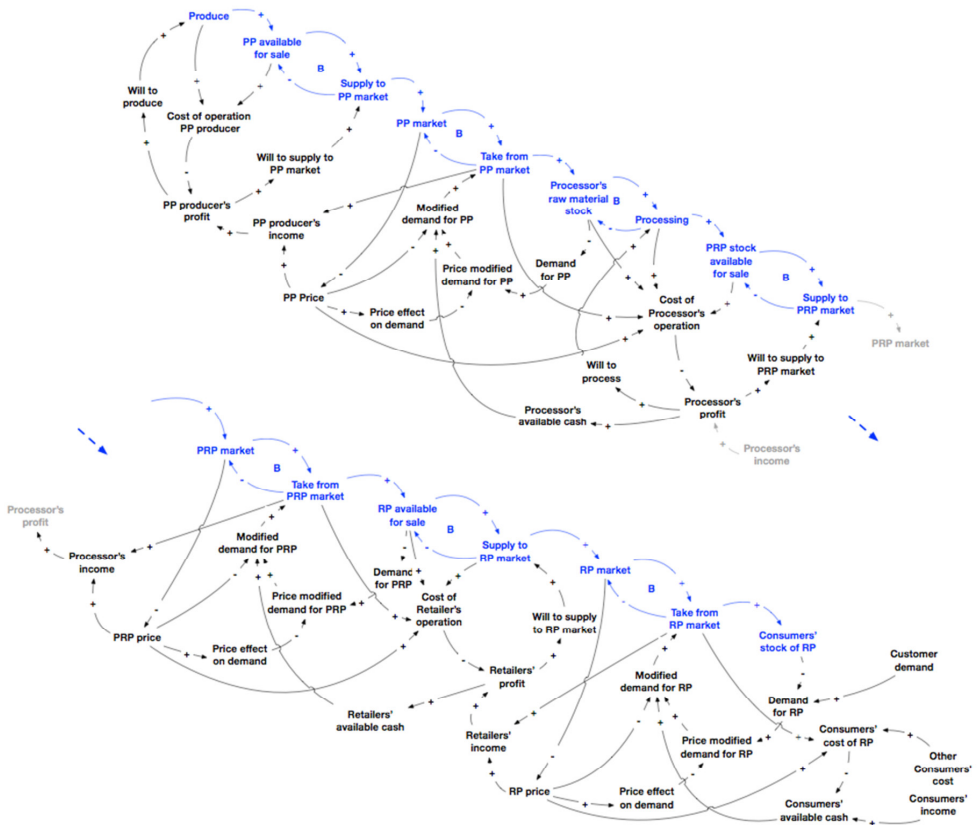 Produce
PP available
for sale
B
Supply to
PP market
Will to
produce
Cost of operation
PP producer
PP market
B
Will to supply to
PP market
Take from
PP market
Processor's
raw material
stock
B
Processing
PP producer's
profit
PP producer's
income
Modified
demand for PP
PRP stock
available
for sale
B
Price modified
demand for PP
Demand
for PP
PP Price
Price effect
on demand
Cost of
Processor's
operation
Supply to
PRP market
PRP market
Will to
process
Will to supply to
PRP market
Processor's
available cash
Processor's
profit
Processor's
income
PRP market
B
Take from
PRP market
Processor's
profit
RP available
for sale
B
Modified
demand for PRP
Supply to
RP market
Processor's
income
Demand
for PRP
RP market
B
Price modified
demand for PRP
Cost of
Retailer's
operation
Will to supply
to RP market
Take from
RP market
PRP price
Price effect
on demand
Consumers'
stock of RP
Customer
demand
Retailers'
profit
Modified
demand for RP
Retailers'
available cash
Demand
for RP
Retailers'
income
Price modified
demand for RP
Consumers'
cost of RP
Other
Consumers'
cost
RP price
Price effect
on demand
Consumers'
available cash
Consumers'
income